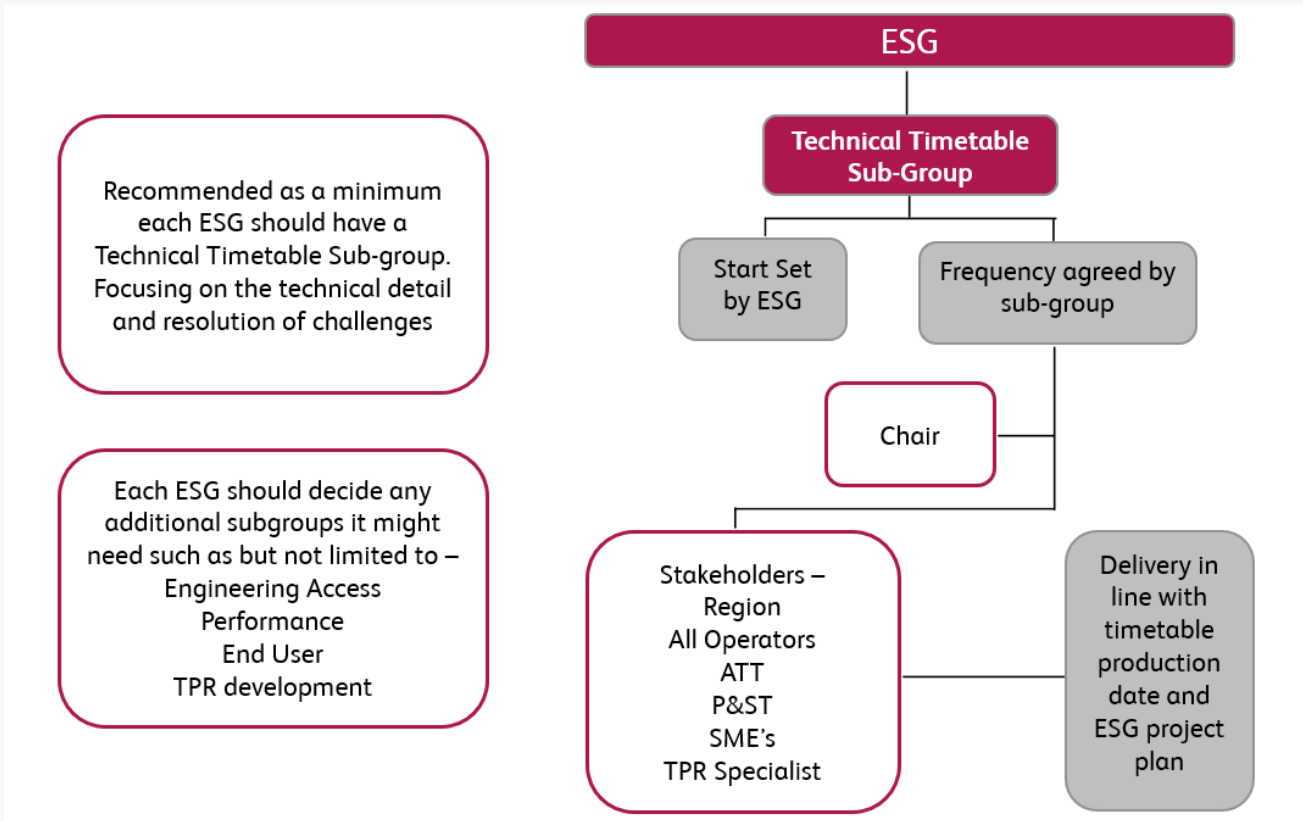 ESG
Technical Timetable
Sub-Group
Start Set
by ESG
Frequency agreed by
sub-group
Chair
Stakeholders –
Region
All Operators
ATT
P&ST
SME's
TPR Specialist
Delivery in
line with
timetable
production
date and
ESG project
plan
Recommended as a minimum
each ESG should have a
Technical Timetable Sub-group.
Focusing on the technical detail
and resolution of challenges
Each ESG should decide any
additional subgroups it might
need such as but not limited to –
Engineering Access
Performance
End User
TPR development